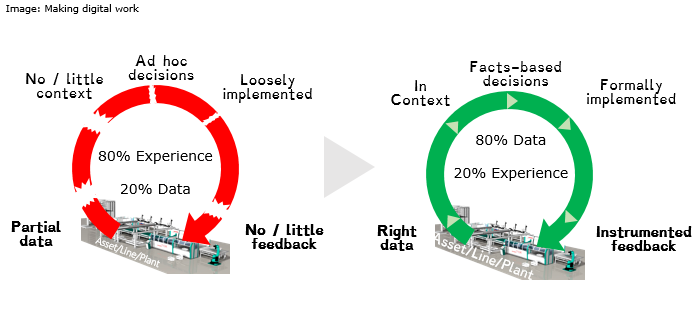 Image: Making digital work
Ad hoc
decisions
No / little
context
Loosely
implemented
80% Experience
20% Data
Partial
data
No / little
feedback
Asset/Line/Plant
Facts-based
decisions
In
Context
Formally
implemented
80% Data
20% Experience
Right
data
Instrumented
feedback
Asset/Line/Plant